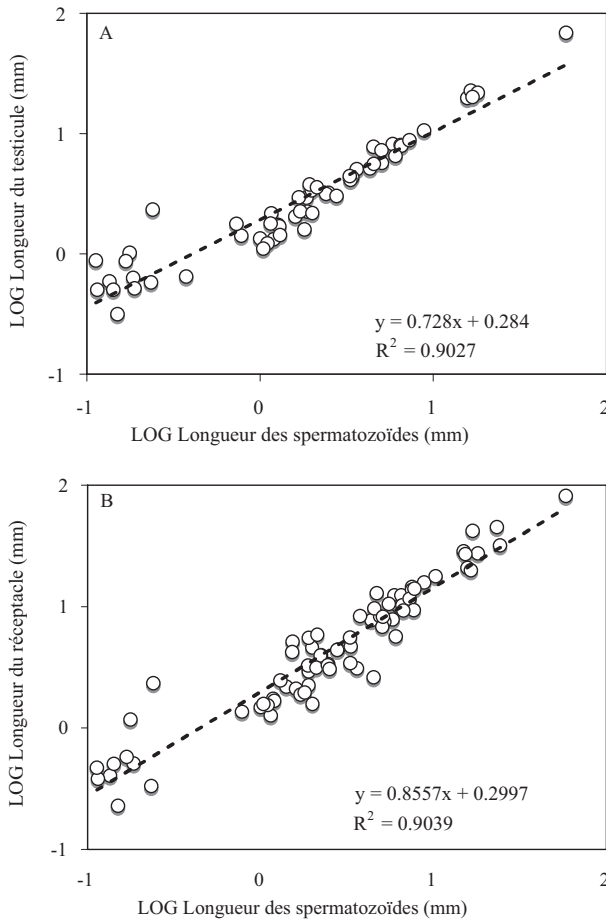 A
2
1
0
-1
LOG Longueur du testicule (mm)
y = 0.728x + 0.284
R² = 0.9027
-1 0 1 2
LOG Longueur des spermatozoïdes (mm)
B
2
1
0
-1
LOG Longueur du réceptacle (mm)
y = 0.8557x + 0.2997
R² = 0.9039
-1 0 1 2
LOG Longueur des spermatozoïdes (mm)